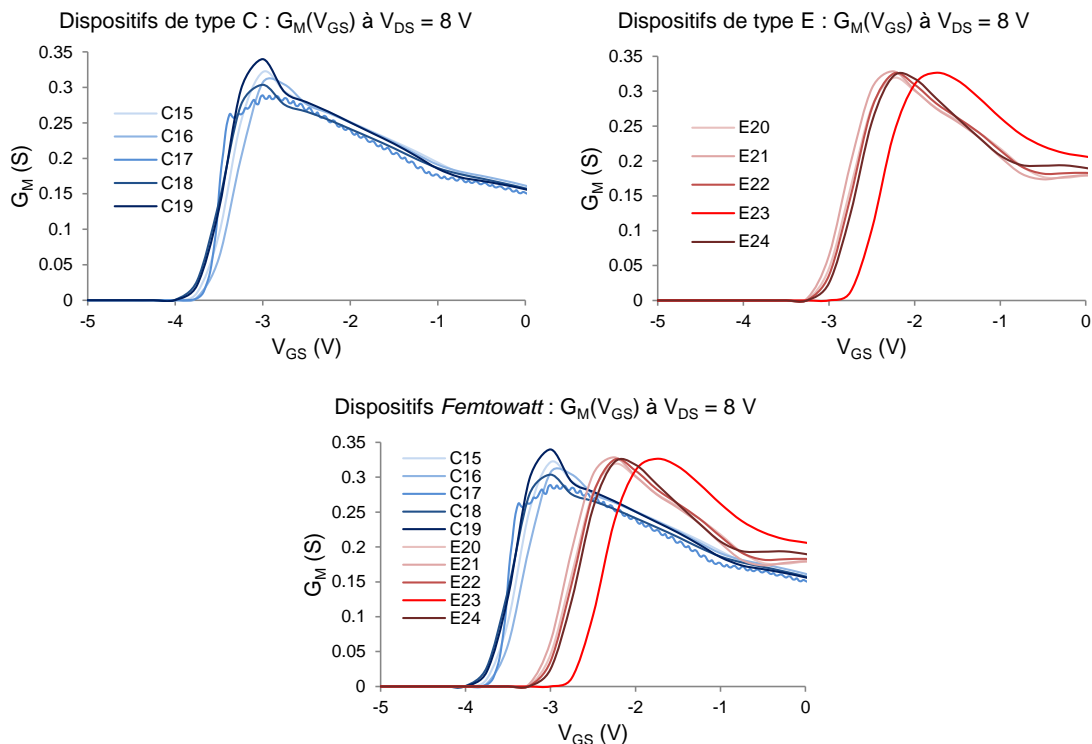 Dispositifs de type C : GM(VGS) à VDS = 8 V
0.35
0.3
0.25
0.2
0.15
0.1
0.05
0
GM (S)
C15
C16
C17
C18
C19
-5
-4
-3
-2
-1
0
VGS (V)
Dispositifs de type E : GM(VGS) à VDS = 8 V
0.35
0.3
0.25
0.2
0.15
0.1
0.05
0
GM (S)
E20
E21
E22
E23
E24
-5
-4
-3
-2
-1
0
VGS (V)
Dispositifs Femtowatt : GM(VGS) à VDS = 8 V
0.35
0.3
0.25
0.2
0.15
0.1
0.05
0
GM (S)
C15
C16
C17
C18
C19
E20
E21
E22
E23
E24
-5
-4
-3
-2
-1
0
VGS (V)